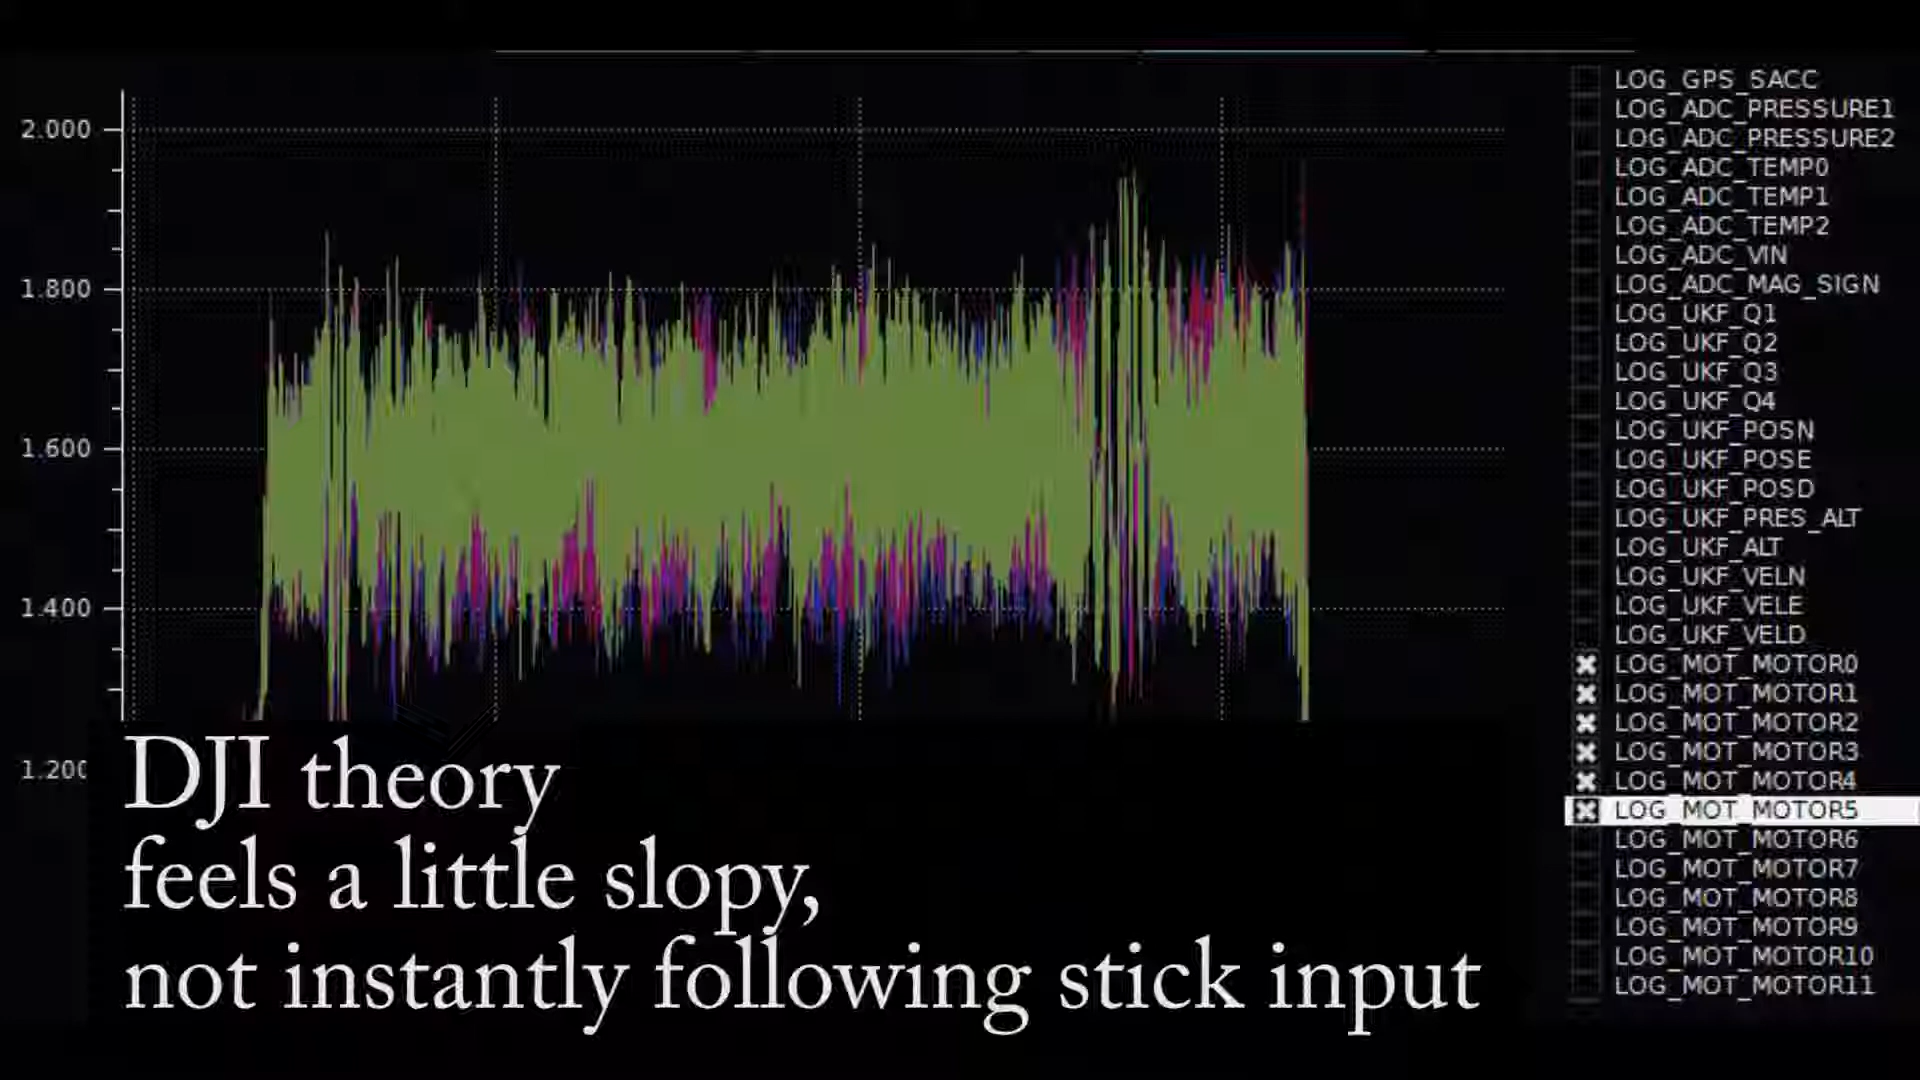 2.000
1.800
1.600
1.400
1.200
DJI theory
feels a little slopy,
not instantly following stick input
LOG_GPS_SACC
LOG_ADC_PRESSURE1
LOG_ADC_PRESSURE2
LOG_ADC_TEMP0
LOG_ADC_TEMP1
LOG_ADC_TEMP2
LOG_ADC_VIN
LOG_ADC_MAG_SIGN
LOG_UKF_Q1
LOG_UKF_Q2
LOG_UKF_Q3
LOG_UKF_Q4
LOG_UKF_POSN
LOG_UKF_POSE
LOG_UKF_POSD
LOG_UKF_PRES_ALT
LOG_UKF_ALT
LOG_UKF_VELN
LOG_UKF_VELE
LOG_UKF_VELD
LOG_MOT_MOTOR0
LOG_MOT_MOTOR1
LOG_MOT_MOTOR2
LOG_MOT_MOTOR3
LOG_MOT_MOTOR4
LOG_MOT_MOTOR5
LOG_MOT_MOTOR6
LOG_MOT_MOTOR7
LOG_MOT_MOTOR8
LOG_MOT_MOTOR9
LOG_MOT_MOTOR10
LOG_MOT_MOTOR11